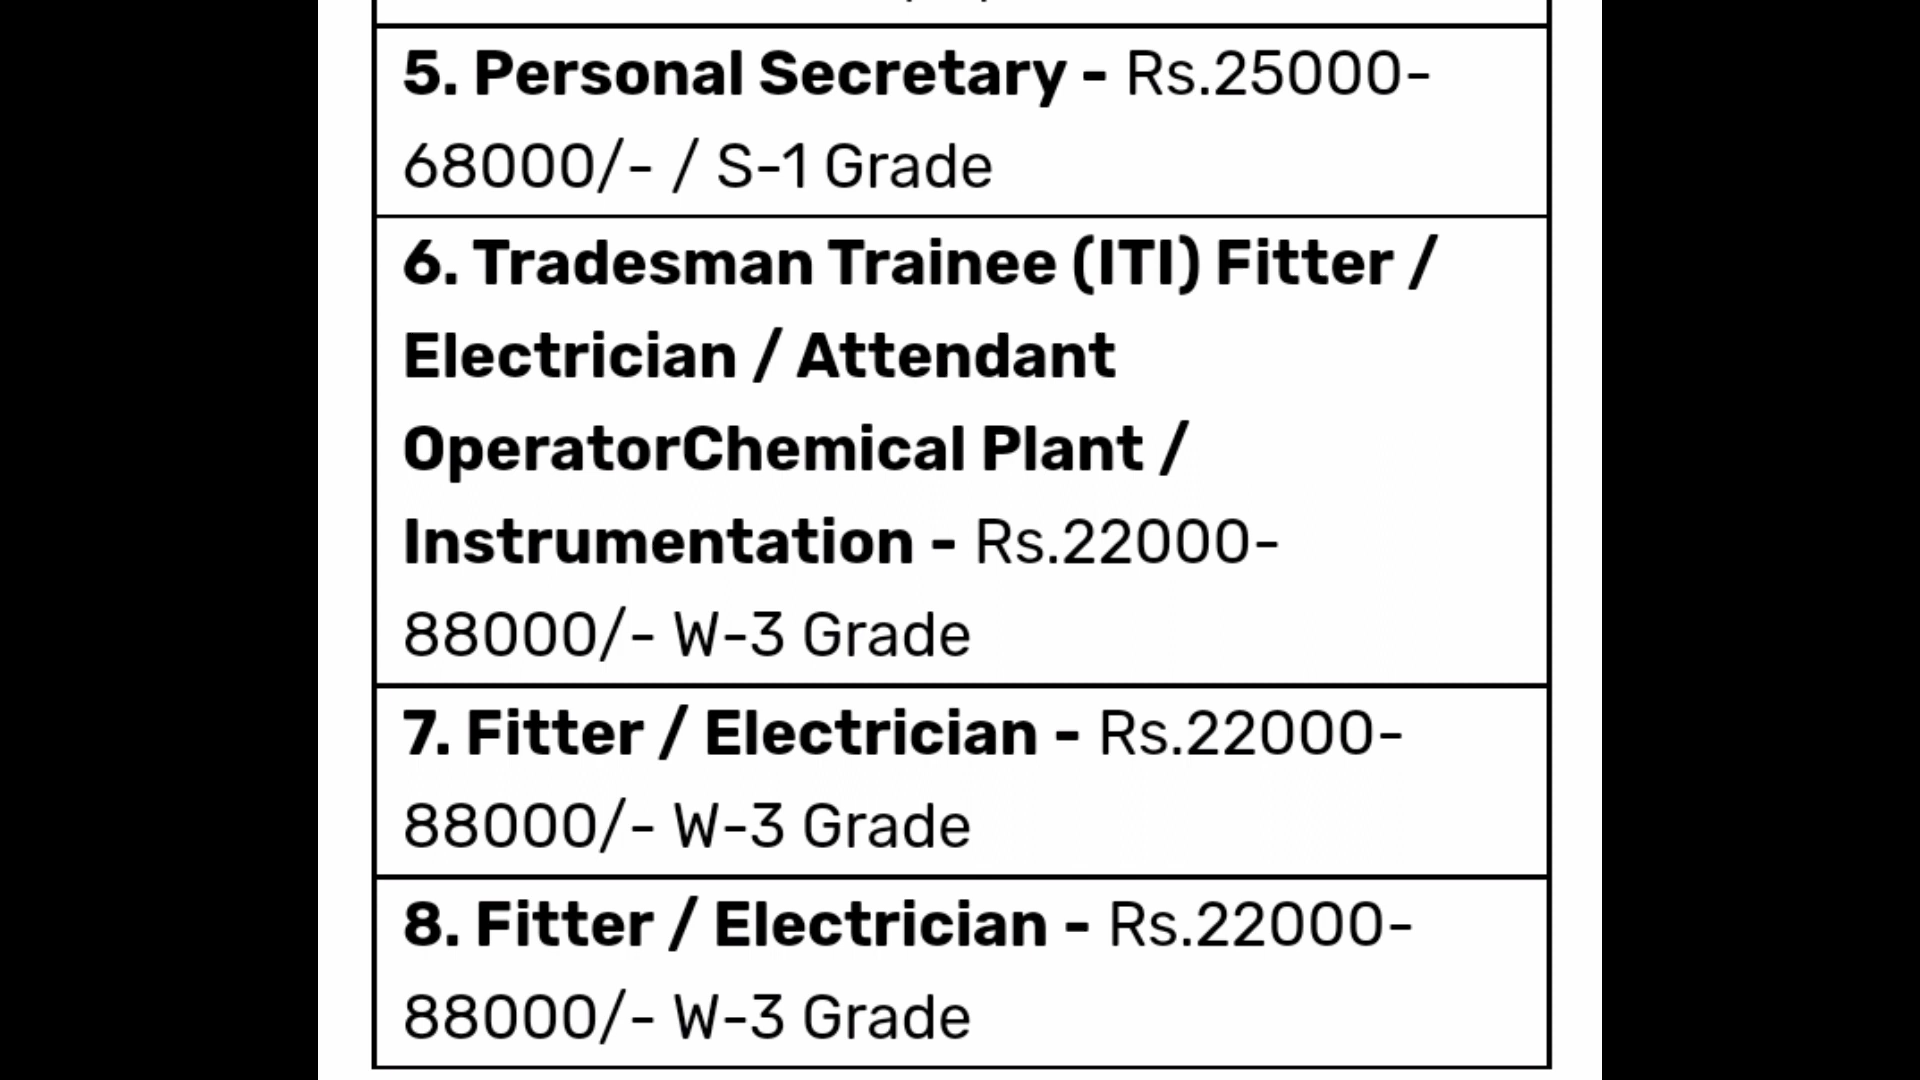 5. Personal Secretary - Rs.25000-
68000/- / S-1 Grade
6. Tradesman Trainee (ITI) Fitter /
Electrician / Attendant
OperatorChemical Plant /
Instrumentation - Rs.22000-
88000/- W-3 Grade
7. Fitter / Electrician - Rs.22000-
88000/- W-3 Grade
8. Fitter / Electrician - Rs.22000-
88000/- W-3 Grade